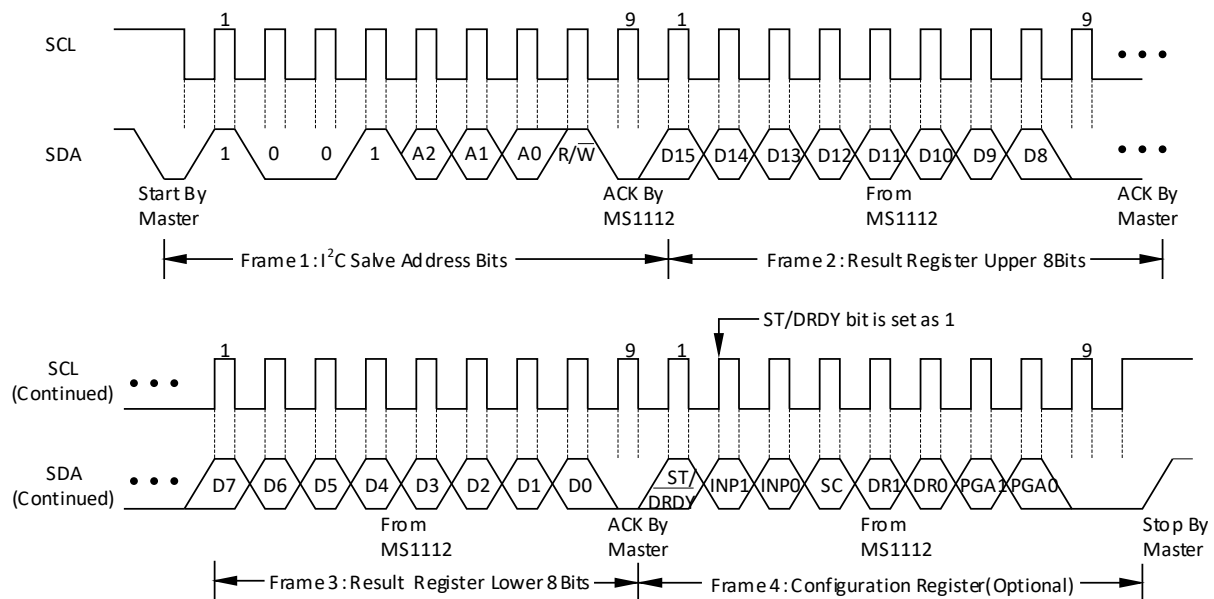 1 9 1 9
SCL • • •
SDA 1 0 0 1 A2 A1 A0 R/W̅ D15 D14 D13 D12 D11 D10 D9 D8 • • •
Start By Master
ACK By MS1112
From MS1112
ACK By Master
Frame 1: I²C Salve Address Bits
Frame 2: Result Register Upper 8Bits
ST/DRDY bit is set as 1
1 9 1 9
SCL (Continued) • • •
SDA (Continued) • • • D7 D6 D5 D4 D3 D2 D1 D0 ST/D̅R̅D̅Y̅ INP1 INP0 SC DR1 DR0 PGA1 PGA0
From MS1112
ACK By Master
From MS1112
Stop By Master
Frame 3: Result Register Lower 8Bits
Frame 4: Configuration Register(Optional)